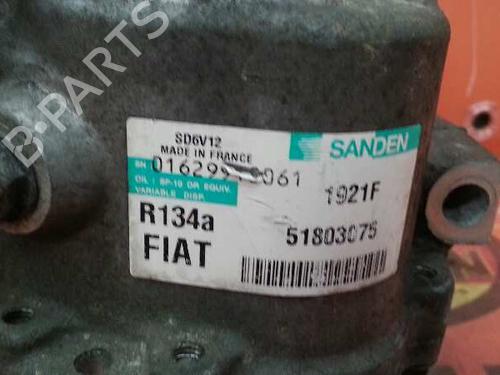 SD6V12
MADE IN FRANCE
SANDEN
SN
1921F
OIL : SP-10 OR EQUIV.
VARIABLE DISP.
R134a
51803075
FIAT
B-PARTS